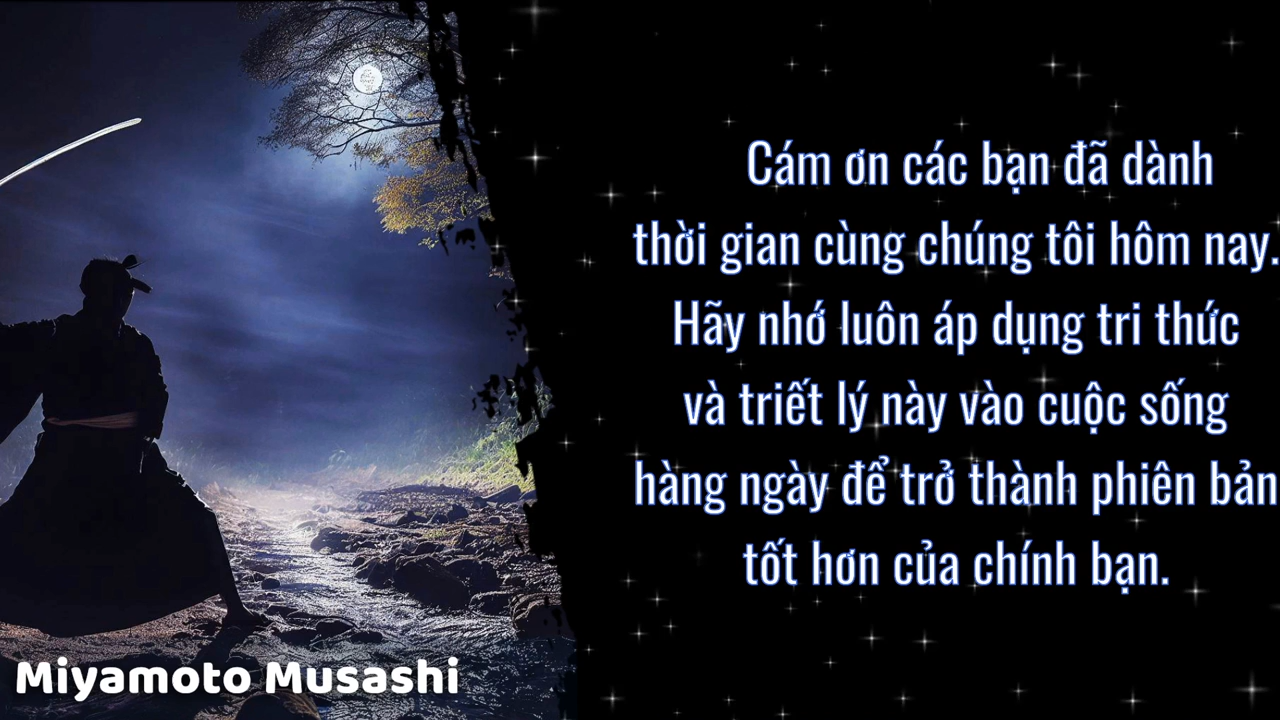 Cám ơn các bạn đã dành
thời gian cùng chúng tôi hôm nay.
Hãy nhớ luôn áp dụng tri thức
và triết lý này vào cuộc sống
hàng ngày để trở thành phiên bản
tốt hơn của chính bạn.
Miyamoto Musashi